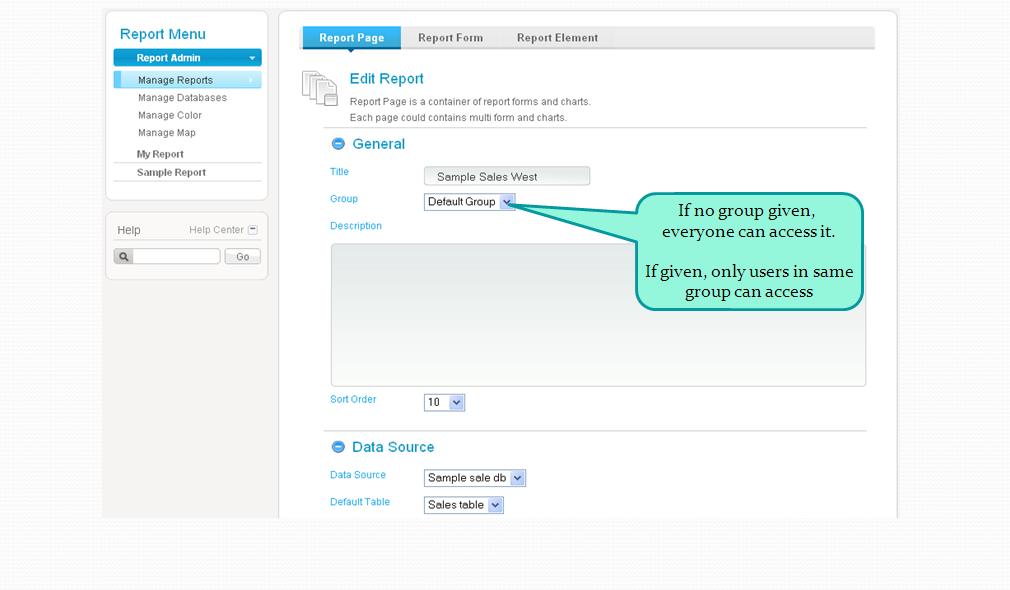 Report Menu
Report Admin
Manage Reports
Manage Databases
Manage Color
Manage Map
My Report
Sample Report
Help
Help Center
Go
Report Page
Report Form
Report Element
Edit Report
Report Page is a container of report forms and charts.
Each page could contains multi form and charts.
General
Title
Sample Sales West
Group
Default Group
Description
If no group given,
everyone can access it.
If given, only users in same
group can access
Sort Order
10
Data Source
Data Source
Sample sale db
Default Table
Sales table